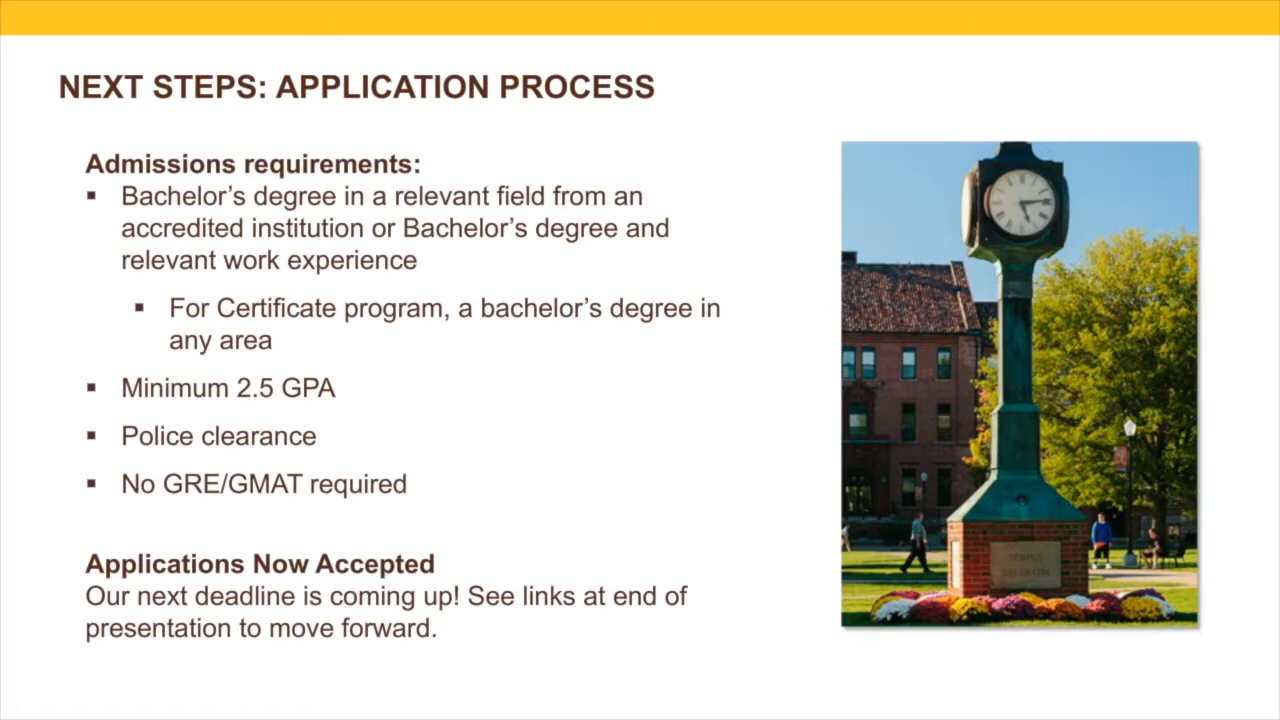 NEXT STEPS: APPLICATION PROCESS
Admissions requirements:
▪ Bachelor’s degree in a relevant field from an
accredited institution or Bachelor’s degree and
relevant work experience
▪ For Certificate program, a bachelor’s degree in
any area
▪ Minimum 2.5 GPA
▪ Police clearance
▪ No GRE/GMAT required
Applications Now Accepted
Our next deadline is coming up! See links at end of
presentation to move forward.